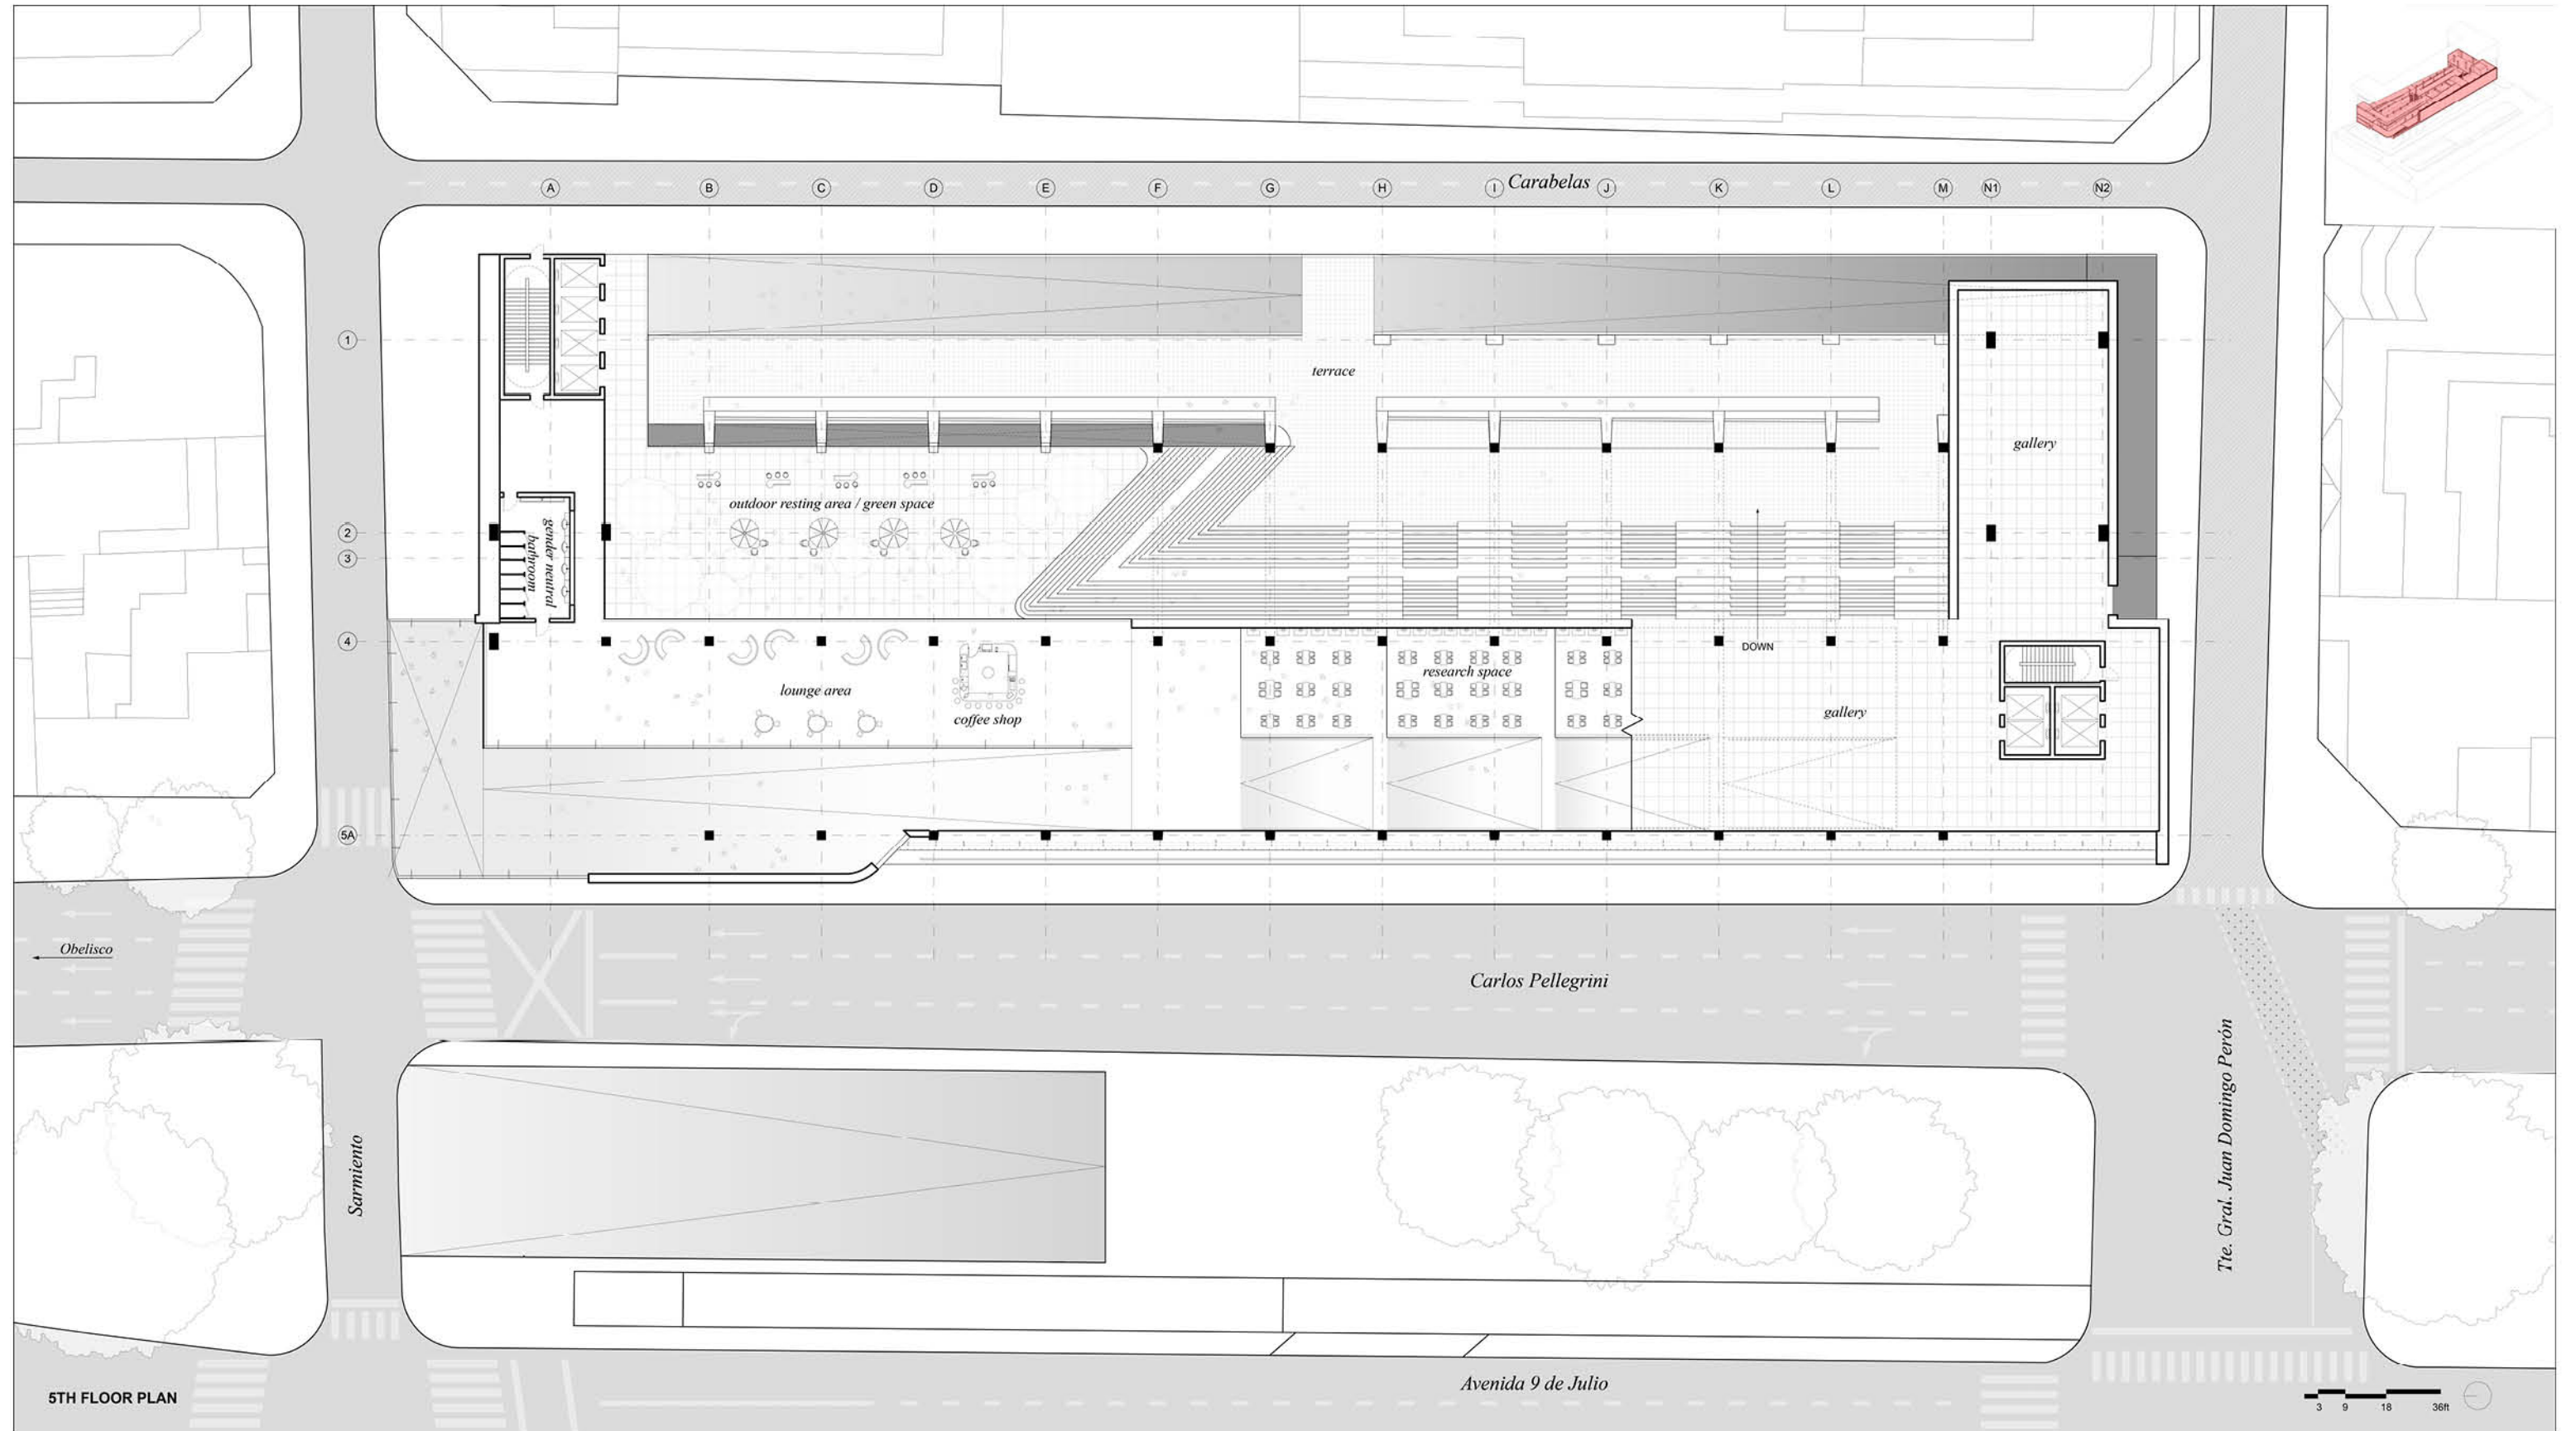 Carabelas
A
B
C
D
E
F
G
H
I
J
K
L
M
N1
N2
1
2
3
4
5A
terrace
gallery
outdoor resting area / green space
gender neutral
bathroom
DOWN
research space
lounge area
coffee shop
gallery
Obelisco
Carlos Pellegrini
Sarmiento
Tte. Gral. Juan Domingo Perón
Avenida 9 de Julio
5TH FLOOR PLAN
3 9 18 36ft